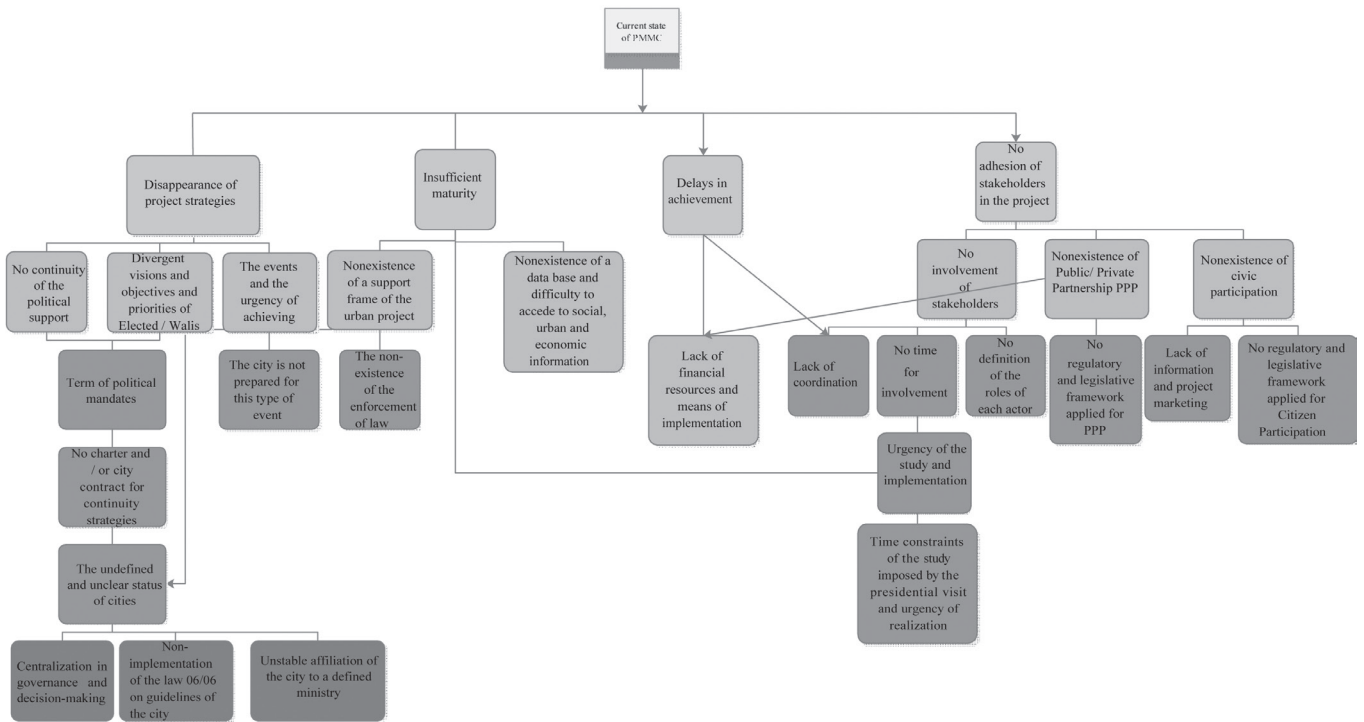 Current state
of PMMC
Disappearance of
project strategies
Insufficient
maturity
Delays in
achievement
No
adhesion of
stakeholders
in the project
No continuity
of the
political
support
Divergent
visions and
objectives and
priorities of
Elected / Walis
The events
and the
urgency of
achieving
Nonexistence
of a support
frame of the
urban project
Nonexistence of a
data base and
difficulty to
accede to social,
urban and
economic
information
No
involvement
of
stakeholders
Nonexistence of
Public/ Private
Partnership PPP
Nonexistence of
civic
participation
Term of political
mandates
The city is not
prepared for
this type of
event
The non-
existence of
the
enforcement
of law
Lack of
financial
resources and
means of
implementation
Lack of
coordination
No time
for
involvement
No
definition
of the
roles of
each actor
No
regulatory
and legislative
framework
applied for
PPP
Lack of
information
and project
marketing
No regulatory and
legislative
framework
applied for
Citizen
Participation
No charter and
/ or city
contract for
continuity
strategies
Urgency of the
study and
implementation
The undefined
and unclear status
of cities
Time constraints
of the study
imposed by the
presidential visit
and urgency of
realization
Centralization in
governance and
decision-making
Non-
implementation
of the law 06/06
on guidelines of
the city
Unstable affiliation of
the city to a defined
ministry